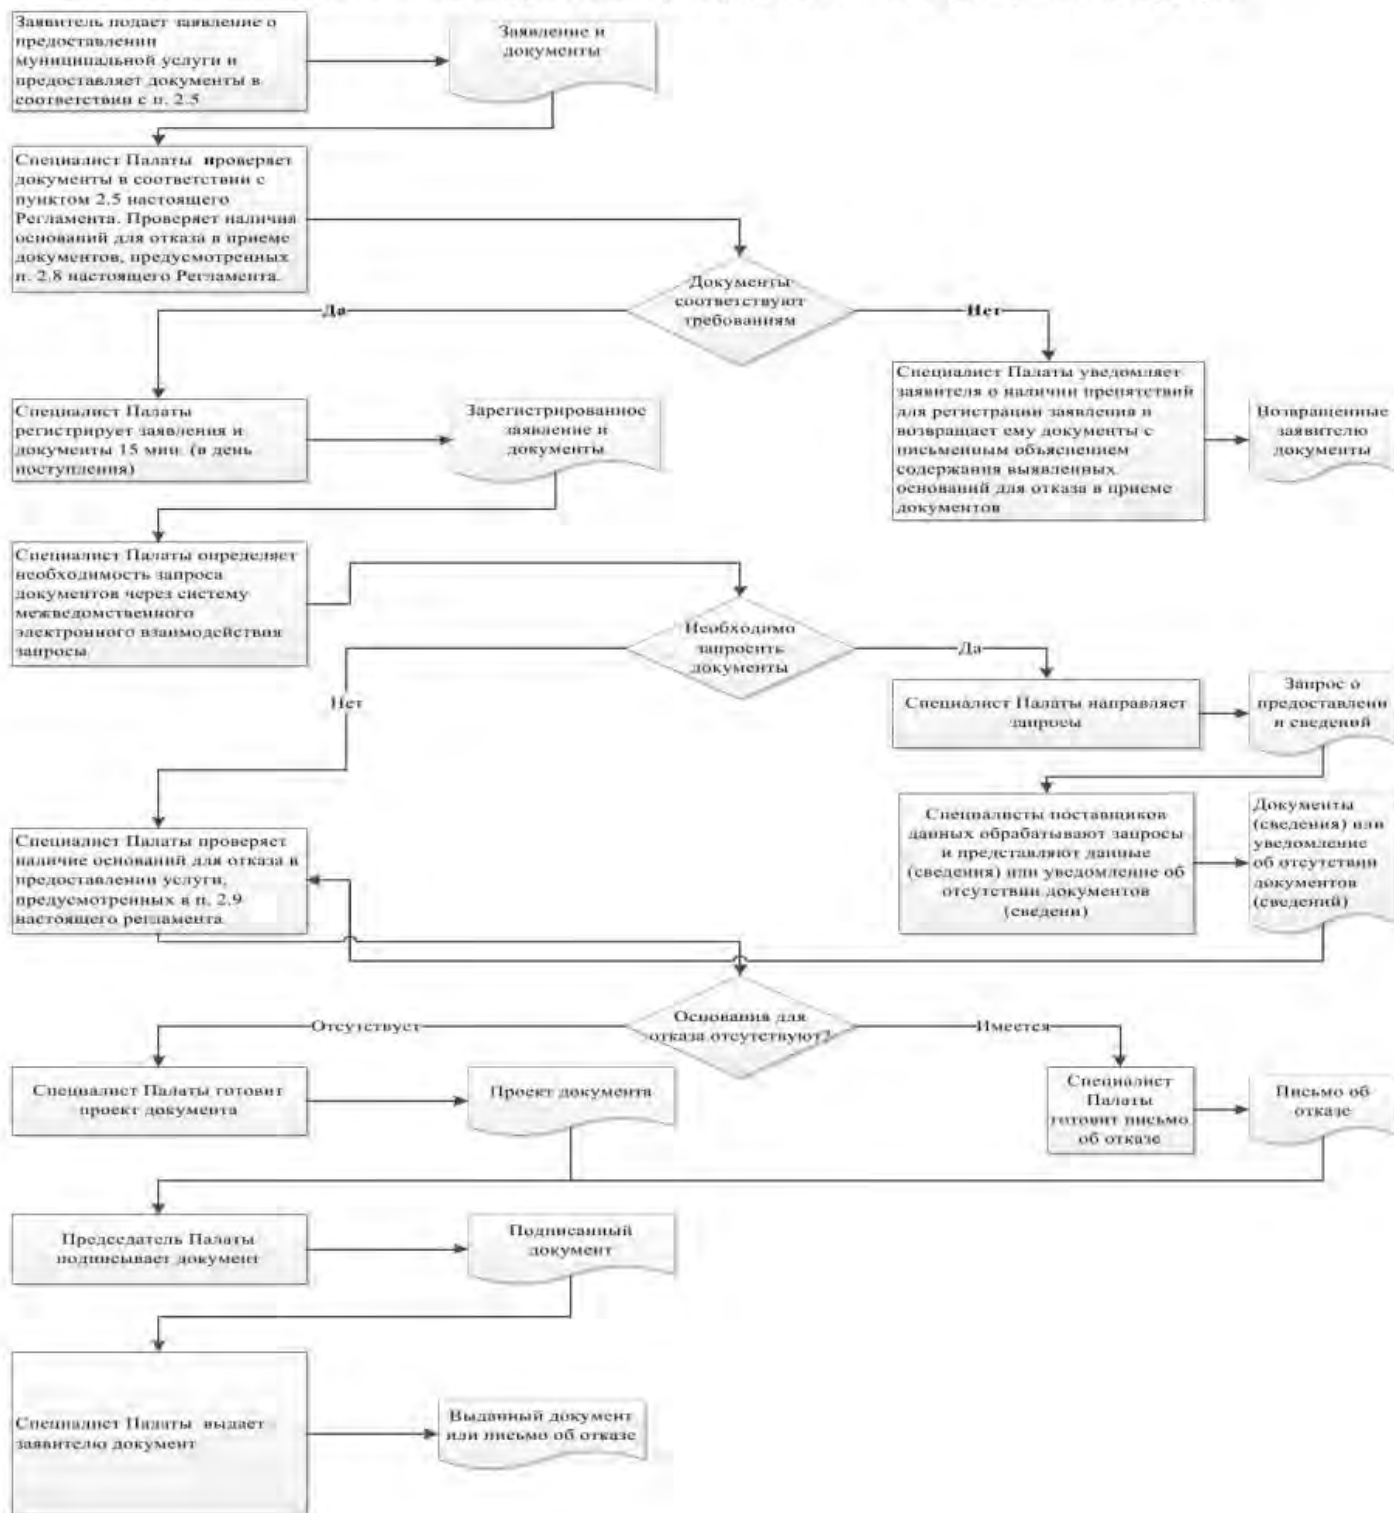 Заявитель подает заявление о
предоставлении
муниципальной услуги и
предоставляет документы в
соответствии с п. 2.5
Заявление и
документы
Специалист Палаты проверяет
документы в соответствии с
пунктом 2.5 настоящего
Регламента. Проверяет наличия
оснований для отказа в приеме
документов, предусмотренных
п. 2.8 настоящего Регламента.
Документы
соответствуют
требованиям
Да
Нет
Специалист Палаты
регистрирует заявления и
документы 15 мин. (в день
поступления)
Зарегистрированное
заявление и
документы
Специалист Палаты уведомляет
заявителя о наличии препятствий
для регистрации заявления и
возвращает ему документы с
письменным объяснением
содержания выявленных
оснований для отказа в приеме
документов
Возвращенные
заявителю
документы
Специалист Палаты определяет
необходимость запроса
документов через систему
межведомственного
электронного взаимодействия
запросы
Необходимо
запросить
документы
Да
Нет
Специалист Палаты направляет
запросы
Запрос о
предоставлени
и сведений
Специалисты поставщиков
данных обрабатывают запросы
и представляют данные
(сведения) или уведомление об
отсутствии документов
(сведени)
Документы
(сведения) или
уведомление
об отсутствии
документов
(сведений)
Специалист Палаты проверяет
наличие оснований для отказа в
предоставлении услуги,
предусмотренных в п. 2.9
настоящего регламента
Основания для
отказа отсутствуют?
Отсутствует
Имеется
Специалист Палаты готовит
проект документа
Проект документа
Специалист
Палаты
готовит письмо
об отказе
Письмо об
отказе
Председатель Палаты
подписывает документ
Подписанный
документ
Специалист Палаты выдает
заявителю документ
Выданный документ
или письмо об отказе